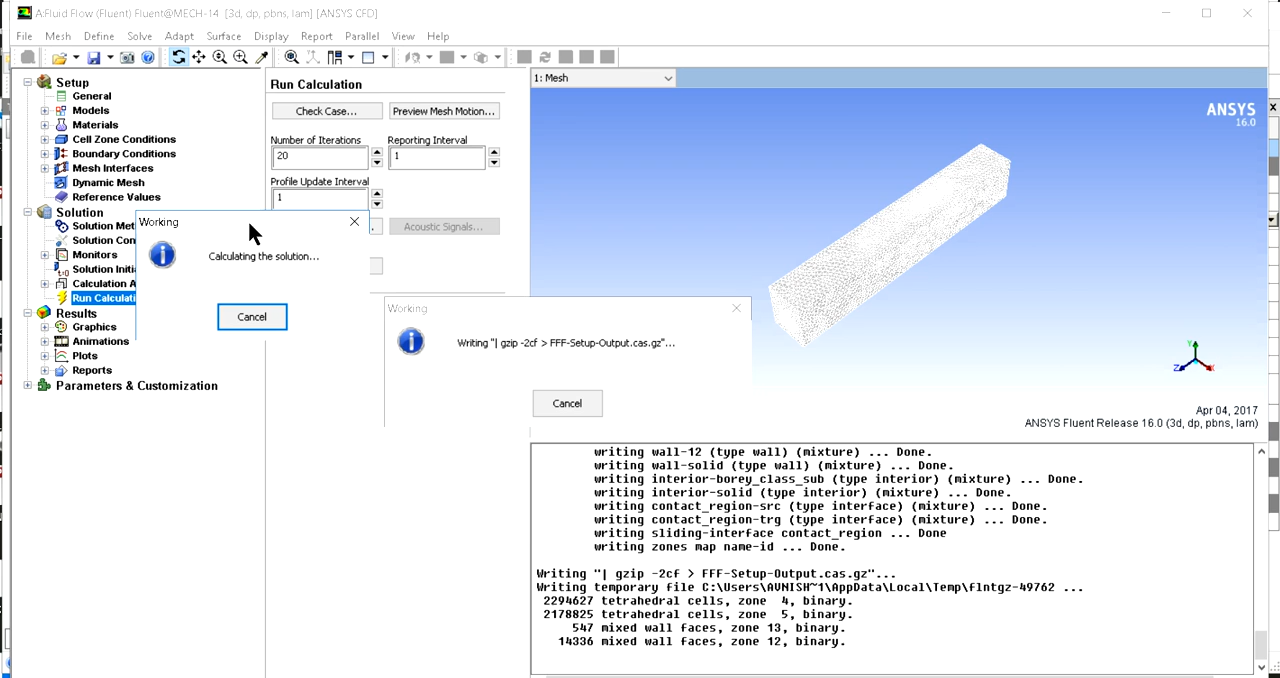 A:Fluid Flow (Fluent) Fluent@MECH-14 [3d, dp, pbns, lam] [ANSYS CFD]
File Mesh Define Solve Adapt Surface Display Report Parallel View Help
Setup
General
Models
Materials
Cell Zone Conditions
Boundary Conditions
Mesh Interfaces
Dynamic Mesh
Reference Values
Solution
Solution Met
Solution Con
Monitors
Solution Initi
Calculation A
Run Calculati
Results
Graphics
Animations
Plots
Reports
Parameters & Customization
Run Calculation
Check Case... Preview Mesh Motion...
Number of Iterations Reporting Interval
20 1
Profile Update Interval
1
Acoustic Signals...
Working
Calculating the solution...
Cancel
Working
Writing "| gzip -2cf > FFF-Setup-Output.cas.gz"...
Cancel
1: Mesh
ANSYS
16.0
Y
Z X
Apr 04, 2017
ANSYS Fluent Release 16.0 (3d, dp, pbns, lam)
writing wall-12 (type wall) (mixture) ... Done.
writing wall-solid (type wall) (mixture) ... Done.
writing interior-borey_class_sub (type interior) (mixture) ... Done.
writing interior-solid (type interior) (mixture) ... Done.
writing contact_region-src (type interface) (mixture) ... Done.
writing contact_region-trg (type interface) (mixture) ... Done.
writing sliding-interface contact_region ... Done
writing zones map name-id ... Done.
Writing "| gzip -2cf > FFF-Setup-Output.cas.gz"...
Writing temporary file C:\Users\AVNISH~1\AppData\Local\Temp\flntgz-49762 ...
2294627 tetrahedral cells, zone 4, binary.
2178825 tetrahedral cells, zone 5, binary.
547 mixed wall faces, zone 13, binary.
14336 mixed wall faces, zone 12, binary.